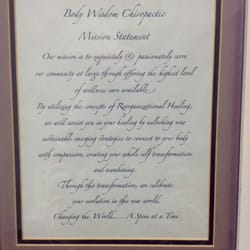 Body Wisdom Chiropractic
Mission Statement
Our mission is to exquisitely & passionately serve
our community at large through offering the highest level
of wellness care available.
By utilizing the concepts of Reorganizational Healing,
we will assist you in your healing by unlocking new
sustainable energizing strategies to connect to your body
with compassion, creating your whole self transformation
and awakening.
Through this transformation, we celebrate
your evolution in this new world.
Changing the World..... A Spine at a Time